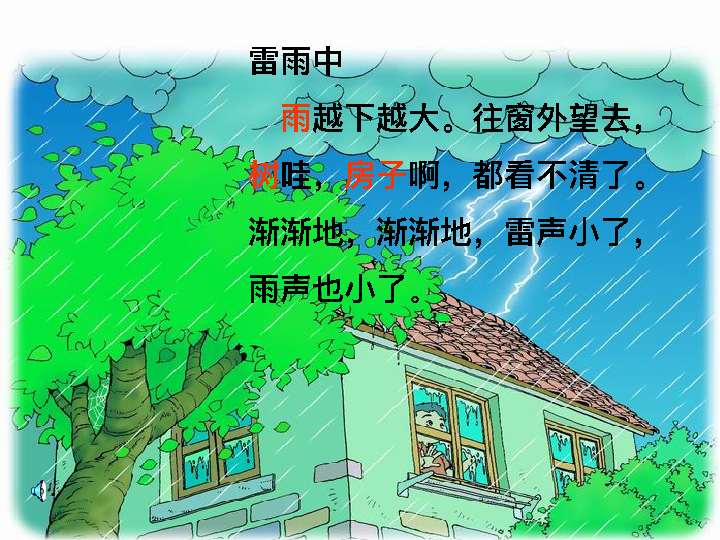 雷雨中
雨越下越大。往窗外望去，
树哇，房子啊，都看不清了。
渐渐地，渐渐地，雷声小了，
雨声也小了。